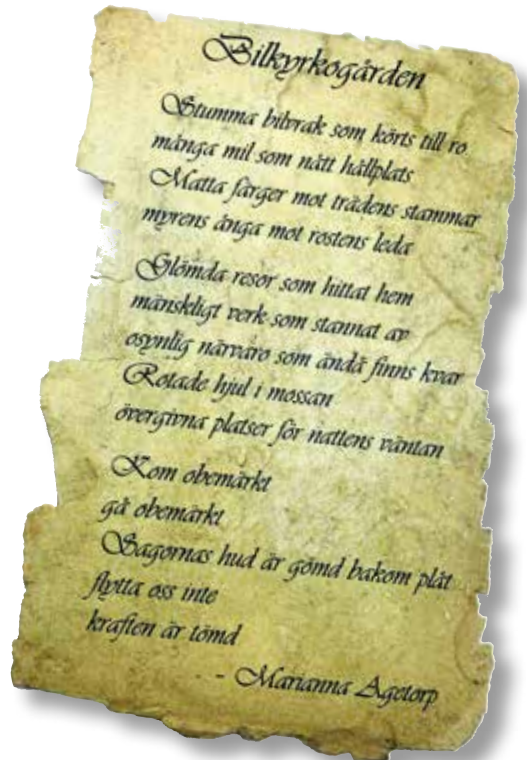 Bilkyrkogården
Stumma bilvrak som körts till ro
många mil som nått hållplats
Matta färger mot trädens stammar
myrens ånga mot rostens leda
Glömda resor som hittat hem
mänskligt verk som stannat av
osynlig närvaro som ändå finns kvar
Rotade hjul i mossan
övergivna platser för nattens väntan
Kom obemärkt
gå obemärkt
Sagornas hud är gömd bakom plåt
flytta oss inte
kraften är tömd
- Marianna Agetorp